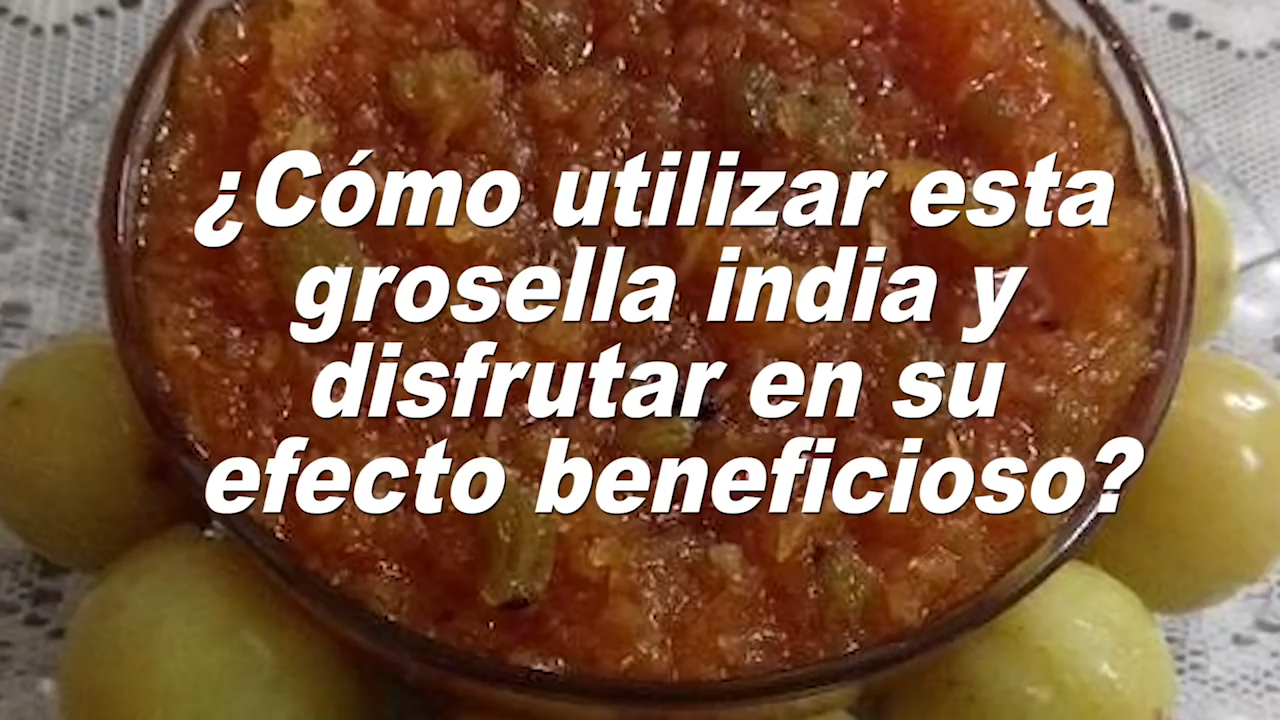 ¿Cómo utilizar esta
grosella india y
disfrutar en su
efecto beneficioso?